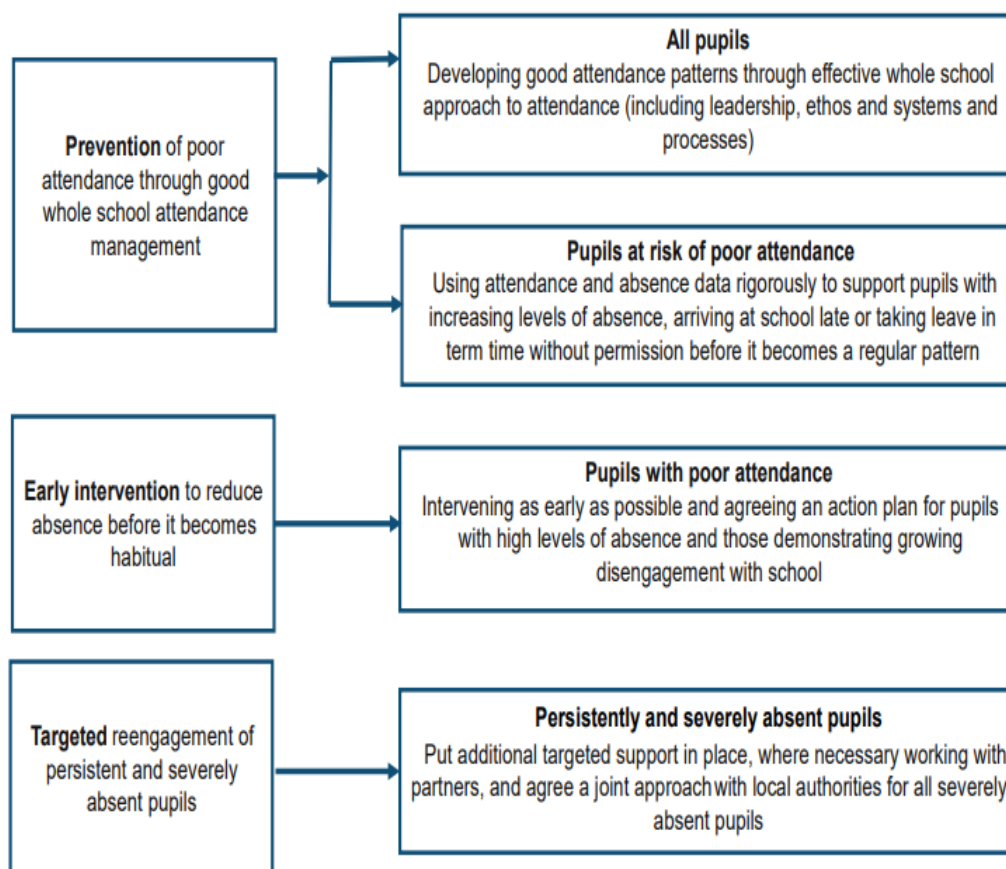 Prevention of poor
attendance through good
whole school attendance
management
All pupils
Developing good attendance patterns through effective whole school
approach to attendance (including leadership, ethos and systems and
processes)
Pupils at risk of poor attendance
Using attendance and absence data rigorously to support pupils with
increasing levels of absence, arriving at school late or taking leave in
term time without permission before it becomes a regular pattern
Early intervention to reduce
absence before it becomes
habitual
Pupils with poor attendance
Intervening as early as possible and agreeing an action plan for pupils
with high levels of absence and those demonstrating growing
disengagement with school
Targeted reengagement of
persistent and severely
absent pupils
Persistently and severely absent pupils
Put additional targeted support in place, where necessary working with
partners, and agree a joint approach with local authorities for all severely
absent pupils